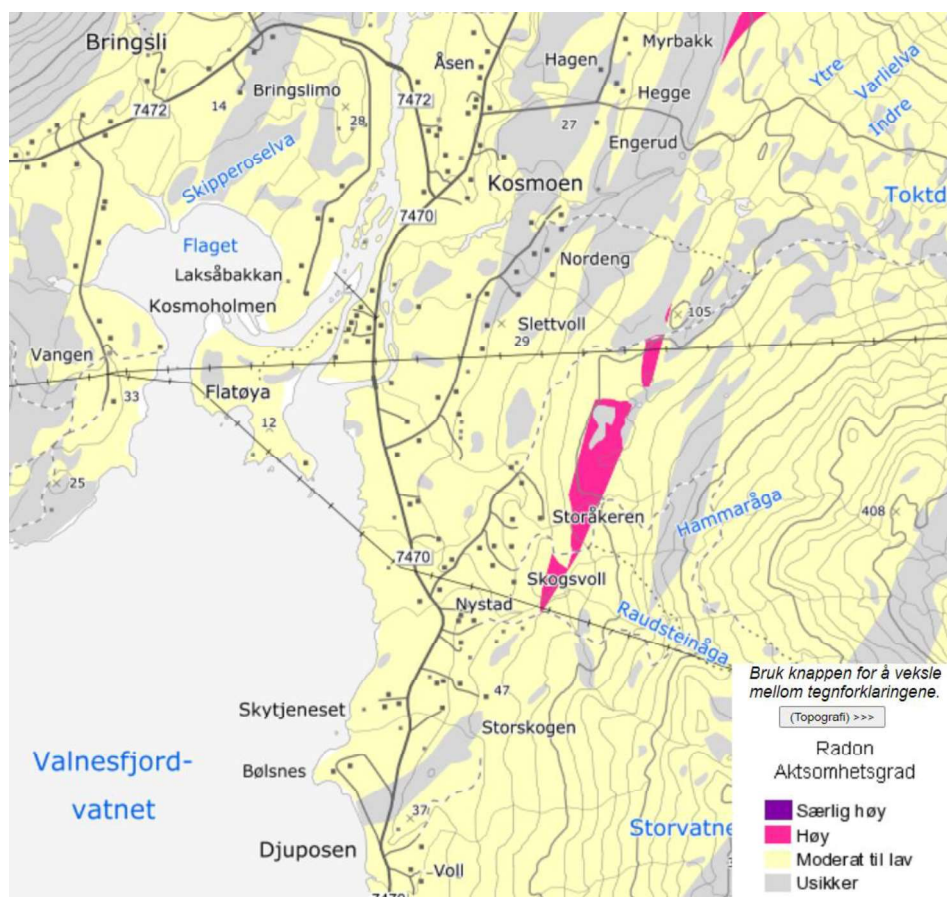 Bringsli
Åsen
Hagen
Myrbakk
Ytre
Varlielva
Indre
Bringslimo
7472
Hegge
7472
14
28
27
Engerud
Skipperoselva
Kosmoen
Toktd
7470
Flaget
Nordeng
Laksåbakkan
Kosmoholmen
105
Slettvoll
29
Vangen
33
Flatøya
12
25
Storåkeren
Hammaråga
408
7470
Skogsvoll
Nystad
Raudsteinåga
47
Skytjeneset
Storskogen
Valnesfjord-
vatnet
Bølsnes
37
Storvatne
Djuposen
Voll
Bruk knappen for å veksle
mellom tegnforklaringene.
(Topografi) >>>
Radon
Aktsomhetsgrad
Særlig høy
Høy
Moderat til lav
Usikker